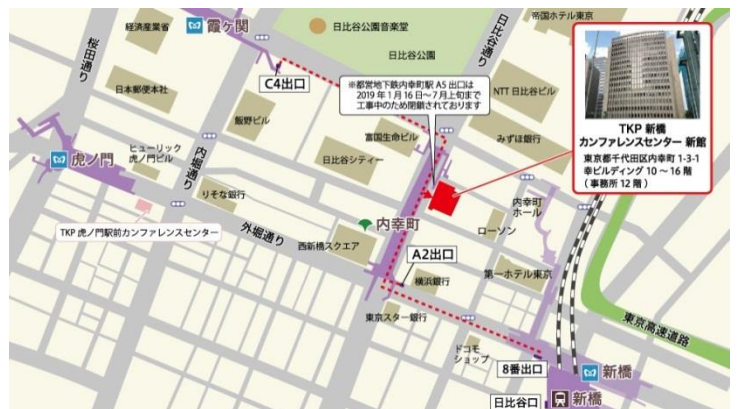 経済産業省
霞ヶ関
日比谷公園音楽堂
日比谷公園
日比谷通り
帝国ホテル東京
桜田通り
日本郵便本社
C4出口
飯野ビル
※都営地下鉄内幸町駅 A5 出口は
2019 年 1 月 16 日~7 月上旬まで
工事中のため閉鎖されております
NTT 日比谷ビル
みずほ銀行
富国生命ビル
日比谷シティー
虎ノ門
ヒューリック
虎ノ門ビル
内堀通り
りそな銀行
外堀通り
TKP 虎ノ門駅前カンファレンスセンター
西新橋スクエア
内幸町
内幸町
ホール
ローソン
A2出口
横浜銀行
第一ホテル東京
東京スター銀行
ドコモ
ショップ
8番出口
日比谷口
新橋
新橋
東京高速道路
TKP 新橋
カンファレンスセンター 新館
東京都千代田区内幸町 1-3-1
幸ビルディング 10 ~ 16 階
( 事務所 12 階 )